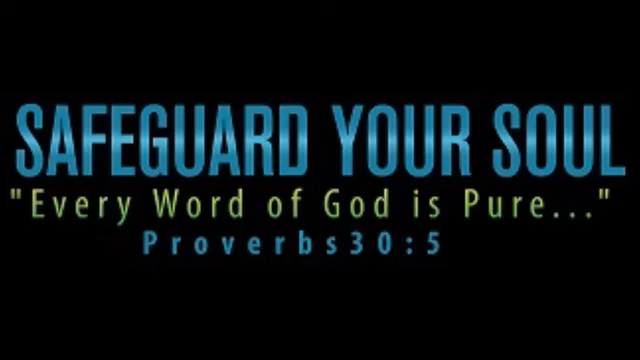 SAFEGUARD YOUR SOUL
"Every Word of God is Pure..."
Proverbs30:5